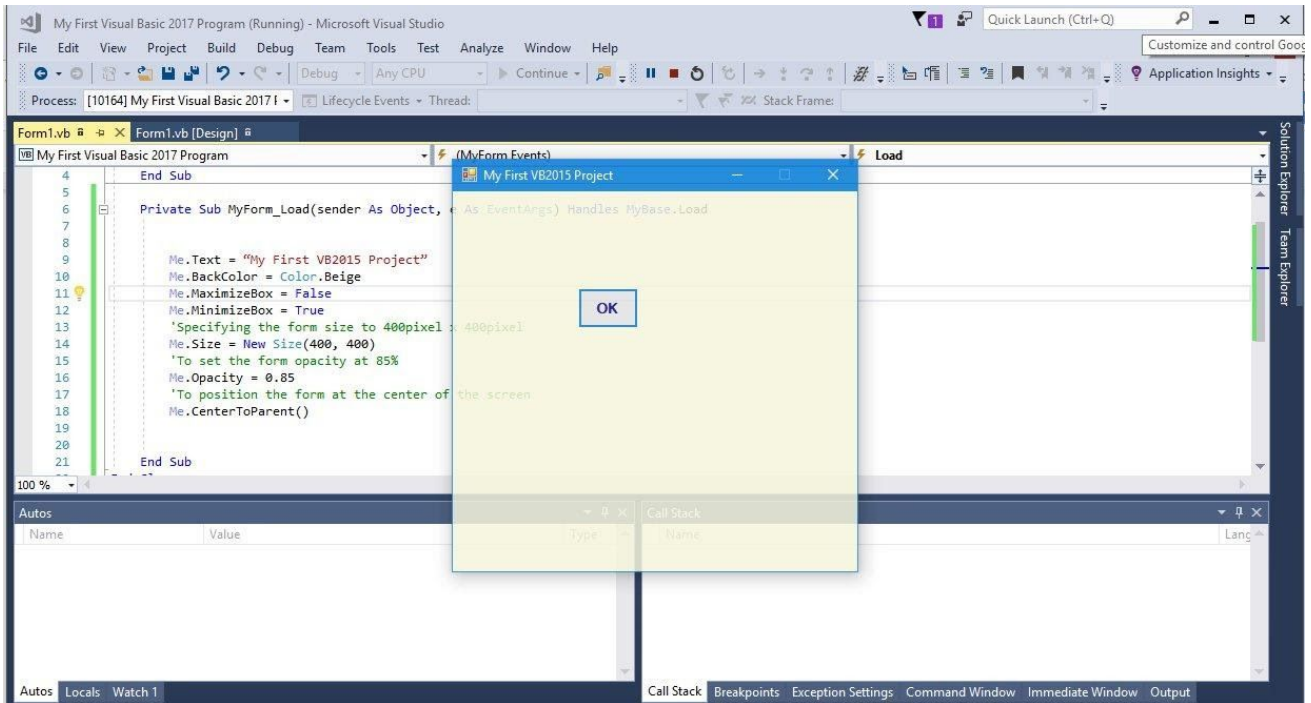 My First Visual Basic 2017 Program (Running) - Microsoft Visual Studio
1
Quick Launch (Ctrl+Q)
File Edit View Project Build Debug Team Tools Test Analyze Window Help
Customize and control Goog
Debug Any CPU Continue Application Insights
Process: [10164] My First Visual Basic 2017 Lifecycle Events Thread: Stack Frame:
Form1.vb Form1.vb [Design]
VB My First Visual Basic 2017 Program (MyForm Events) Load
4 End Sub
My First VB2015 Project
5
6 Private Sub MyForm_Load(sender As Object, e As EventArgs) Handles MyBase.Load
7
8
9 Me.Text = “My First VB2015 Project”
10 Me.BackColor = Color.Beige
11 Me.MaximizeBox = False
12 Me.MinimizeBox = True
OK
13 'Specifying the form size to 400pixel x 400pixel
14 Me.Size = New Size(400, 400)
15 'To set the form opacity at 85%
16 Me.Opacity = 0.85
17 'To position the form at the center of the screen
18 Me.CenterToParent()
19
20
21 End Sub
100 %
Autos
Call Stack
Name Value Type
Name Lang
Autos Locals Watch 1
Call Stack Breakpoints Exception Settings Command Window Immediate Window Output
Solution Explorer
Team Explorer